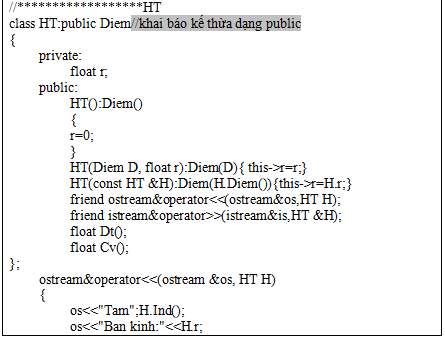 //******************HT
class HT:public Diem//khai báo kế thừa dạng public
{
private:
float r;
public:
HT():Diem()
{
r=0;
}
HT(Diem D, float r):Diem(D){ this->r=r;}
HT(const HT &H):Diem(H.Diem()){this->r=H.r;}
friend ostream&operator<<(ostream&os,HT H);
friend istream&operator>>(istream&is,HT &H);
float Dt();
float Cv();
};
ostream&operator<<(ostream &os, HT H)
{
os<<"Tam";H.Ind();
os<<"Ban kinh:"<<H.r;